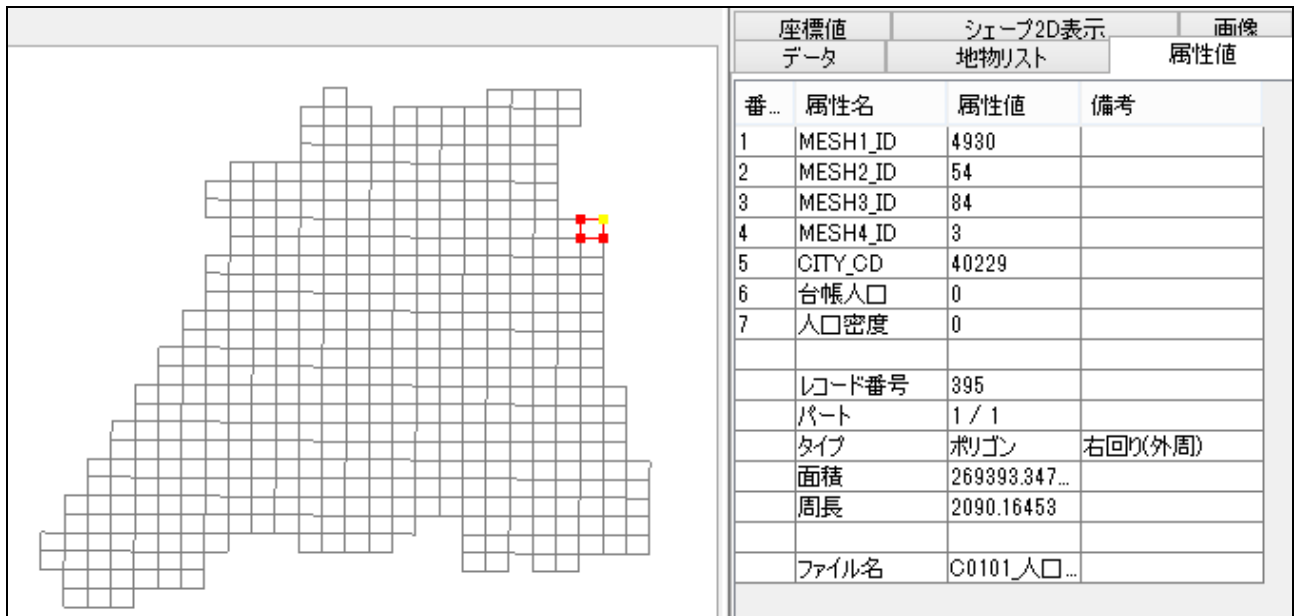 座標値 シェープ2D表示 画像
データ 地物リスト 属性値
番... 属性名 属性値 備考
1 MESH1_ID 4930
2 MESH2_ID 54
3 MESH3_ID 84
4 MESH4_ID 3
5 CITY_CD 40229
6 台帳人口 0
7 人口密度 0
レコード番号 395
パート 1 / 1
タイプ ポリゴン 右回り(外周)
面積 269393.347...
周長 2090.16453
ファイル名 C0101_人口...